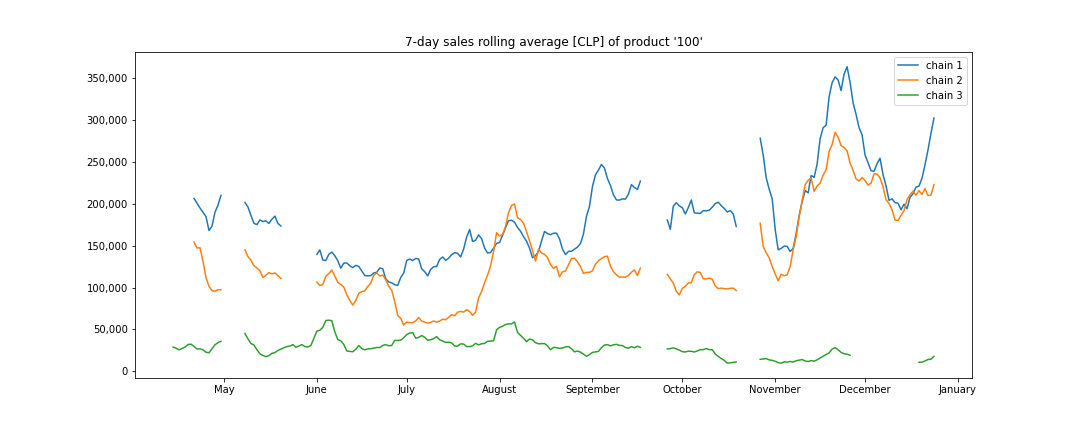 7-day sales rolling average [CLP] of product '100'
chain 1
chain 2
chain 3
350,000
300,000
250,000
200,000
150,000
100,000
50,000
0
May June July August September October November December January